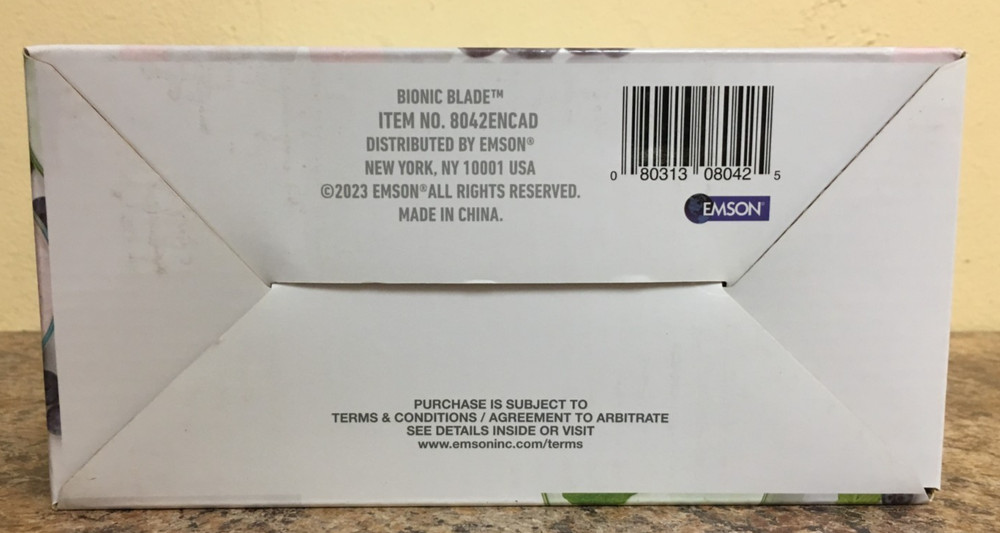 BIONIC BLADE™
ITEM NO. 8042ENCAD
DISTRIBUTED BY EMSON®
NEW YORK, NY 10001 USA
©2023 EMSON® ALL RIGHTS RESERVED.
MADE IN CHINA.
0 80313 08042 5
EMSON®
PURCHASE IS SUBJECT TO
TERMS & CONDITIONS / AGREEMENT TO ARBITRATE
SEE DETAILS INSIDE OR VISIT
www.emsoninc.com/terms